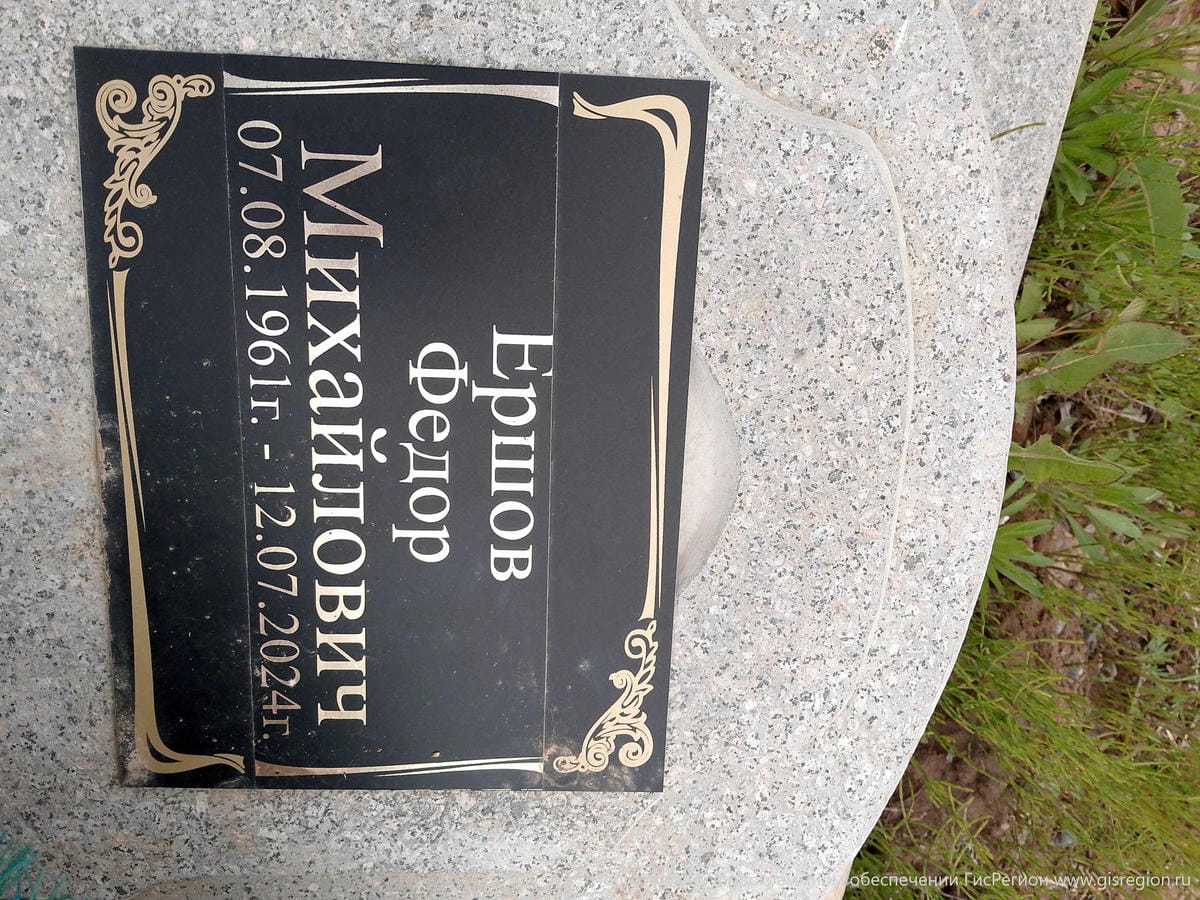 Ершов
Федор
Михайлович
07.08.1961г. - 12.07.2024г.
обеспечении ГисРегион www.gisregion.ru